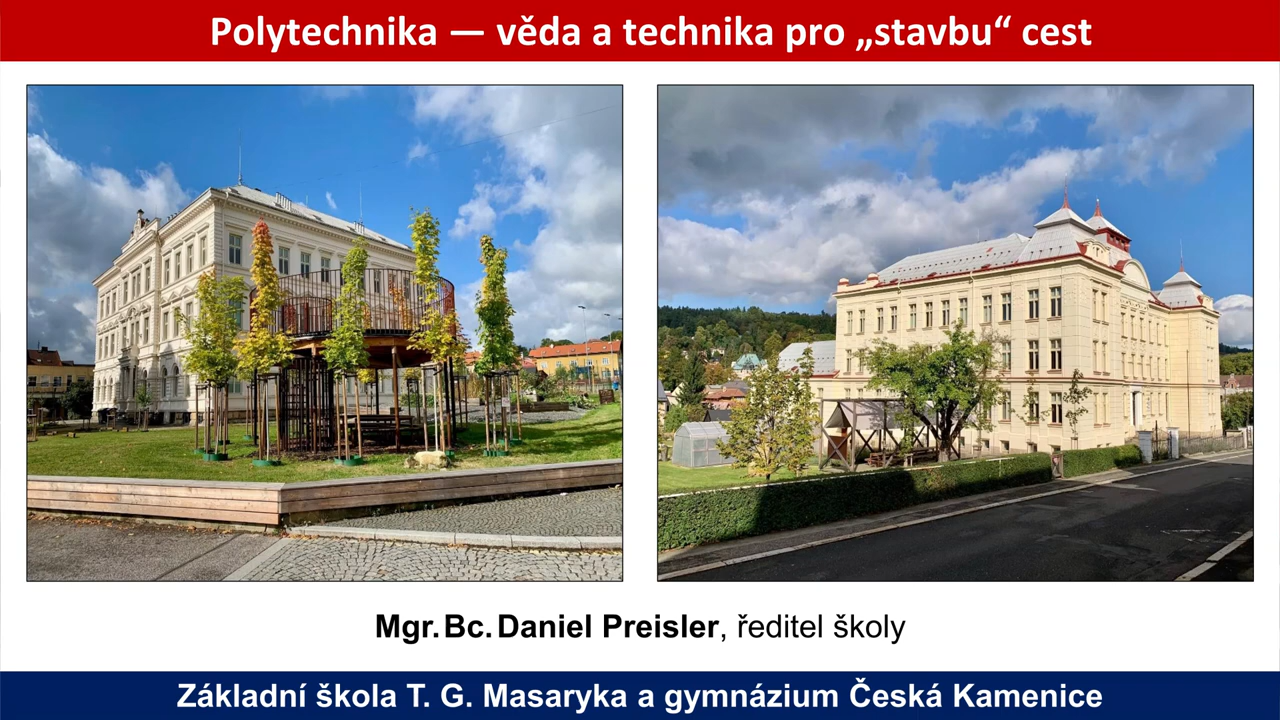 Polytechnika — věda a technika pro „stavbu“ cest
Mgr. Bc. Daniel Preisler, ředitel školy
Základní škola T. G. Masaryka a gymnázium Česká Kamenice